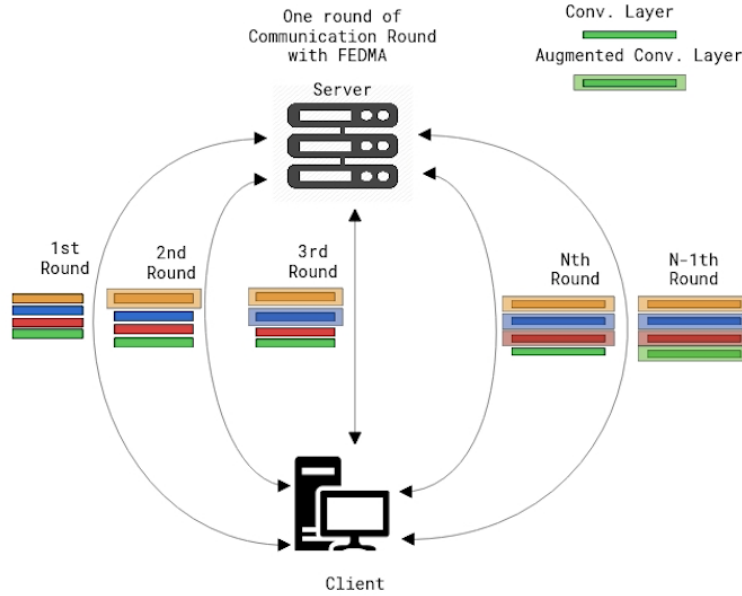 One round of
Communication Round
with FEDMA
Conv. Layer
Augmented Conv. Layer
Server
1st
Round
2nd
Round
3rd
Round
Nth
Round
N-1th
Round
Client